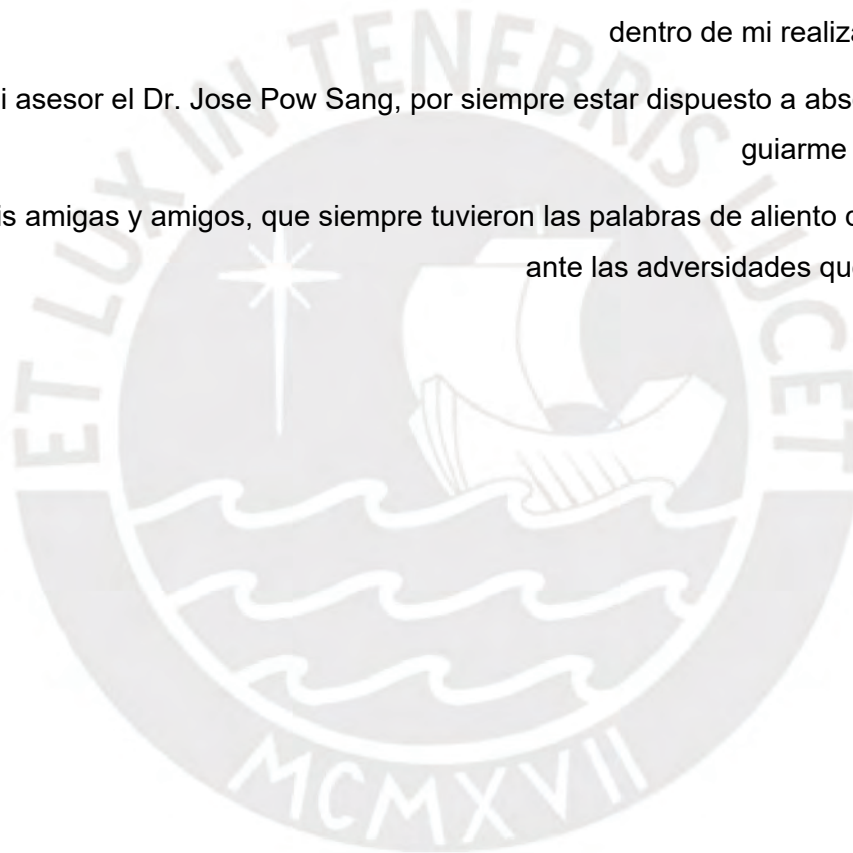 dentro de mi realiza
i asesor el Dr. Jose Pow Sang, por siempre estar dispuesto a abs
guiarme
is amigas y amigos, que siempre tuvieron las palabras de aliento
ante las adversidades qu
ET LUX IN TENEBRIS LUCET
MCMXVII